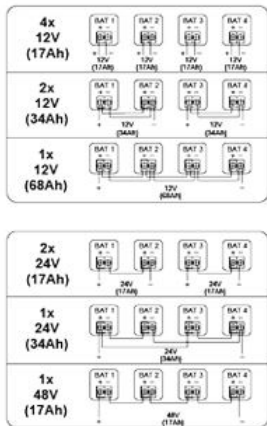 4x
12V
(17Ah)
BAT 1 BAT 2 BAT 3 BAT 4
+ - + - + - + -
+ - + - + - + -
12V 12V 12V 12V
(17Ah) (17Ah) (17Ah) (17Ah)
2x
12V
(34Ah)
BAT 1 BAT 2 BAT 3 BAT 4
+ - + - + - + -
+ - + -
12V 12V
(34Ah) (34Ah)
1x
12V
(68Ah)
BAT 1 BAT 2 BAT 3 BAT 4
+ - + - + - + -
+ -
12V
(68Ah)
2x
24V
(17Ah)
BAT 1 BAT 2 BAT 3 BAT 4
+ - + - + - + -
+ - + -
24V 24V
(17Ah) (17Ah)
1x
24V
(34Ah)
BAT 1 BAT 2 BAT 3 BAT 4
+ - + - + - + -
+ -
24V
(34Ah)
1x
48V
(17Ah)
BAT 1 BAT 2 BAT 3 BAT 4
+ - + - + - + -
+ -
48V
(17Ah)